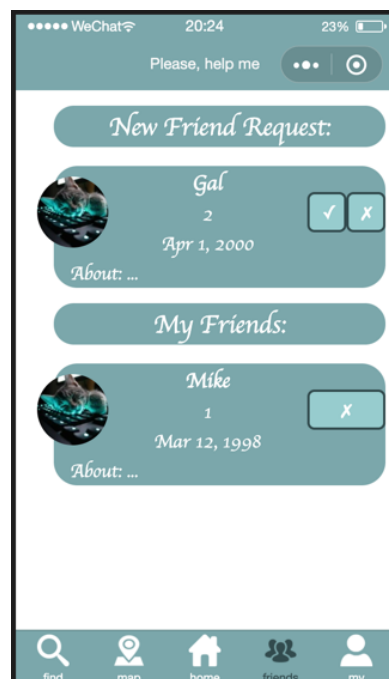 WeChat 20:24 23%
Please, help me
New Friend Request:
Gal
2
✓ ✗
Apr 1, 2000
About: ...
My Friends:
Mike
1
✗
Mar 12, 1998
About: ...
find map home friends my